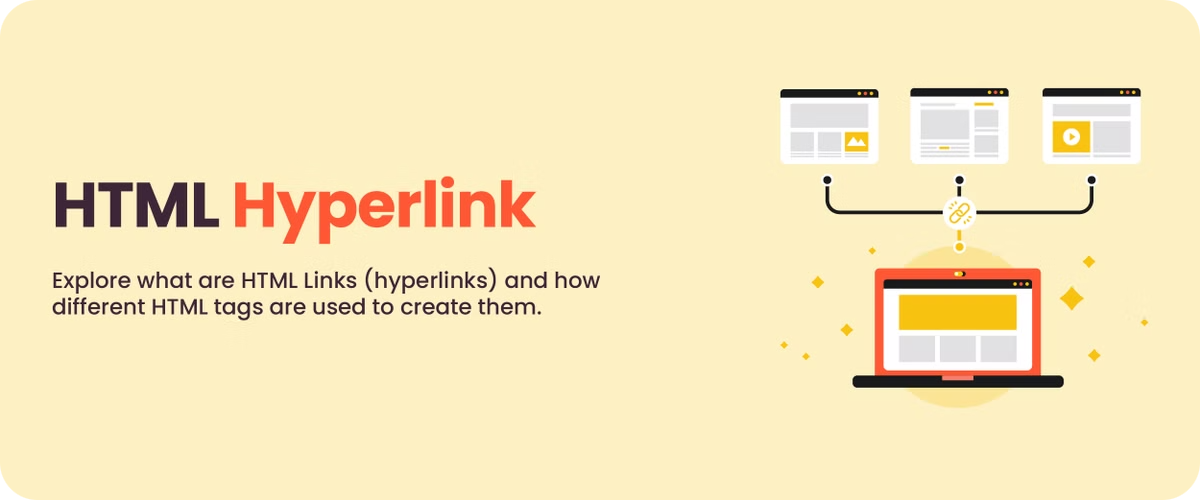 HTML Hyperlink
Explore what are HTML Links (hyperlinks) and how
different HTML tags are used to create them.